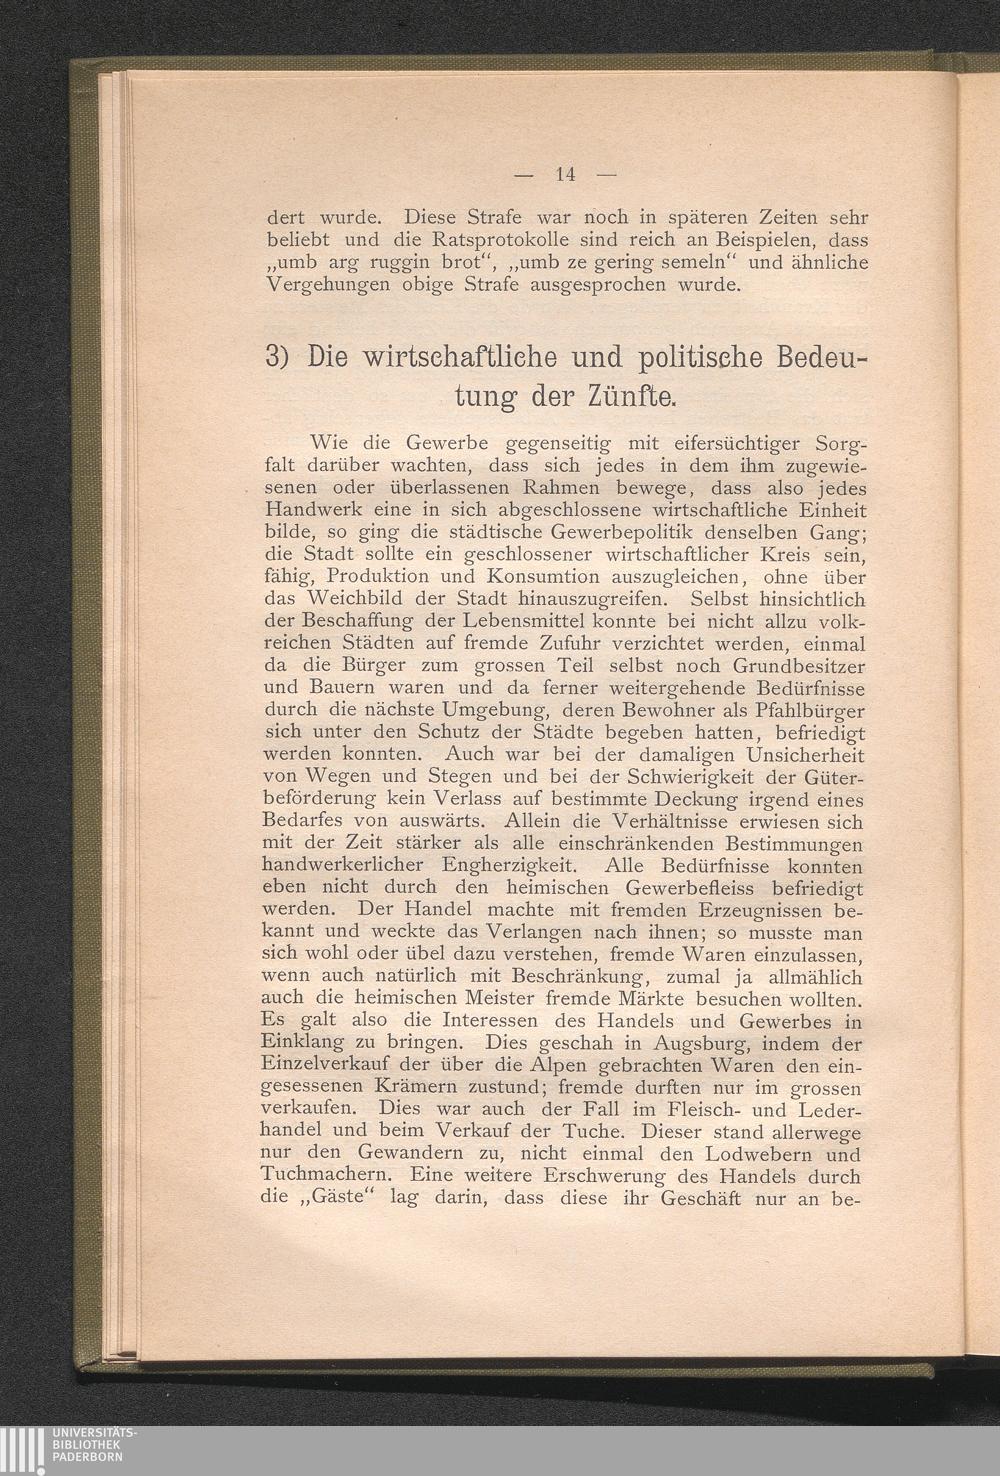 — 14 —
dert wurde. Diese Strafe war noch in späteren Zeiten sehr
beliebt und die Ratsprotokolle sind reich an Beispielen, dass
„umb arg ruggin brot“, „umb ze gering semeln“ und ähnliche
Vergehungen obige Strafe ausgesprochen wurde.
3) Die wirtschaftliche und politische Bedeu-
tung der Zünfte.
Wie die Gewerbe gegenseitig mit eifersüchtiger Sorg-
falt darüber wachten, dass sich jedes in dem ihm zugewie-
senen oder überlassenen Rahmen bewege, dass also jedes
Handwerk eine in sich abgeschlossene wirtschaftliche Einheit
bilde, so ging die städtische Gewerbepolitik denselben Gang;
die Stadt sollte ein geschlossener wirtschaftlicher Kreis sein,
fähig, Produktion und Konsumtion auszugleichen, ohne über
das Weichbild der Stadt hinauszugreifen. Selbst hinsichtlich
der Beschaffung der Lebensmittel konnte bei nicht allzu volk-
reichen Städten auf fremde Zufuhr verzichtet werden, einmal
da die Bürger zum grossen Teil selbst noch Grundbesitzer
und Bauern waren und da ferner weitergehende Bedürfnisse
durch die nächste Umgebung, deren Bewohner als Pfahlbürger
sich unter den Schutz der Städte begeben hatten, befriedigt
werden konnten. Auch war bei der damaligen Unsicherheit
von Wegen und Stegen und bei der Schwierigkeit der Güter-
beförderung kein Verlass auf bestimmte Deckung irgend eines
Bedarfes von auswärts. Allein die Verhältnisse erwiesen sich
mit der Zeit stärker als alle einschränkenden Bestimmungen
handwerkerlicher Engherzigkeit. Alle Bedürfnisse konnten
eben nicht durch den heimischen Gewerbefleiss befriedigt
werden. Der Handel machte mit fremden Erzeugnissen be-
kannt und weckte das Verlangen nach ihnen; so musste man
sich wohl oder übel dazu verstehen, fremde Waren einzulassen,
wenn auch natürlich mit Beschränkung, zumal ja allmählich
auch die heimischen Meister fremde Märkte besuchen wollten.
Es galt also die Interessen des Handels und Gewerbes in
Einklang zu bringen. Dies geschah in Augsburg, indem der
Einzelverkauf der über die Alpen gebrachten Waren den ein-
gesessenen Krämern zustund; fremde durften nur im grossen
verkaufen. Dies war auch der Fall im Fleisch- und Leder-
handel und beim Verkauf der Tuche. Dieser stand allerwege
nur den Gewandern zu, nicht einmal den Lodwebern und
Tuchmachern. Eine weitere Erschwerung des Handels durch
die „Gäste“ lag darin, dass diese ihr Geschäft nur an be-
UNIVERSITÄTS-
BIBLIOTHEK
PADERBORN